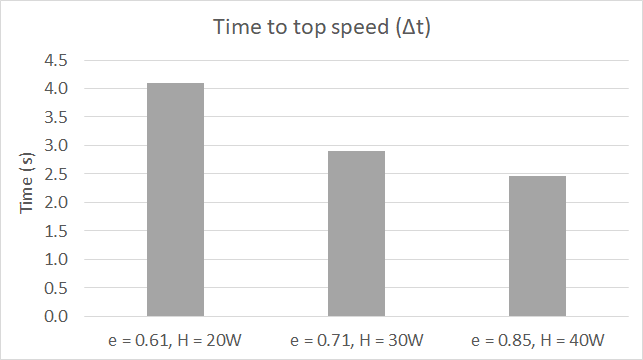 Time to top speed (Δt)
4.5
4.0
3.5
3.0
2.5
2.0
1.5
1.0
0.5
0.0
Time (s)
e = 0.61, H = 20W
e = 0.71, H = 30W
e = 0.85, H = 40W